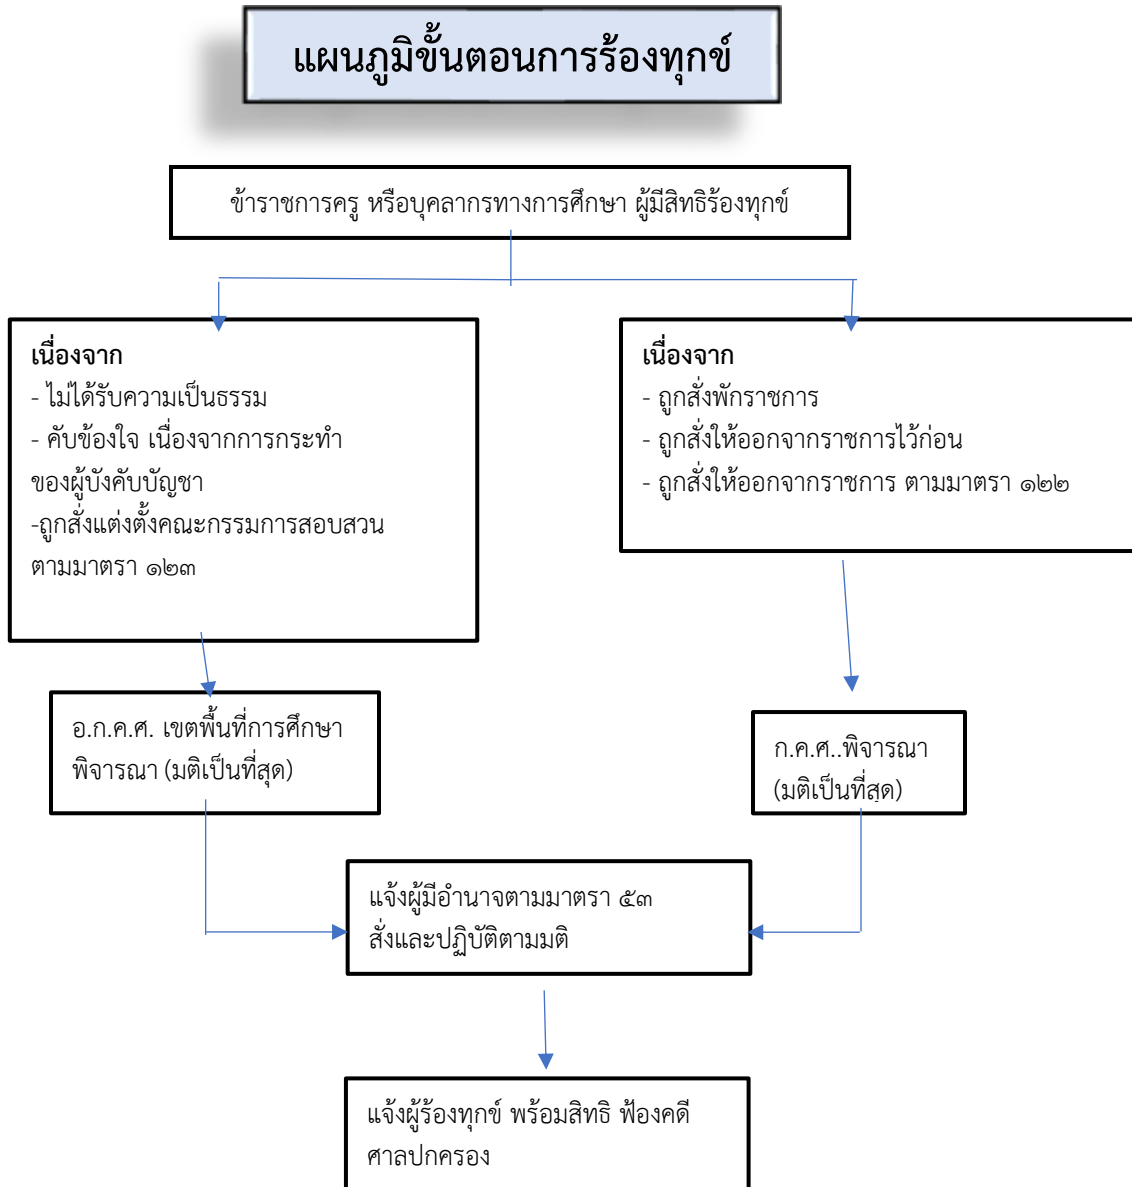 แผนภูมิขั้นตอนการร้องทุกข์
ข้าราชการครู หรือบุคลากรทางการศึกษา ผู้มีสิทธิร้องทุกข์
เนื่องจาก
- ไม่ได้รับความเป็นธรรม
- คับข้องใจ เนื่องจากการกระทำ
ของผู้บังคับบัญชา
-ถูกสั่งแต่งตั้งคณะกรรมการสอบสวน
ตามมาตรา ๑๒๓
เนื่องจาก
- ถูกสั่งพักราชการ
- ถูกสั่งให้ออกจากราชการไว้ก่อน
- ถูกสั่งให้ออกจากราชการ ตามมาตรา ๑๒๒
อ.ก.ค.ศ. เขตพื้นที่การศึกษา
พิจารณา (มติเป็นที่สุด)
ก.ค.ศ..พิจารณา
(มติเป็นที่สุด)
แจ้งผู้มีอำนาจตามมาตรา ๕๓
สั่งและปฏิบัติตามมติ
แจ้งผู้ร้องทุกข์ พร้อมสิทธิ ฟ้องคดี
ศาลปกครอง